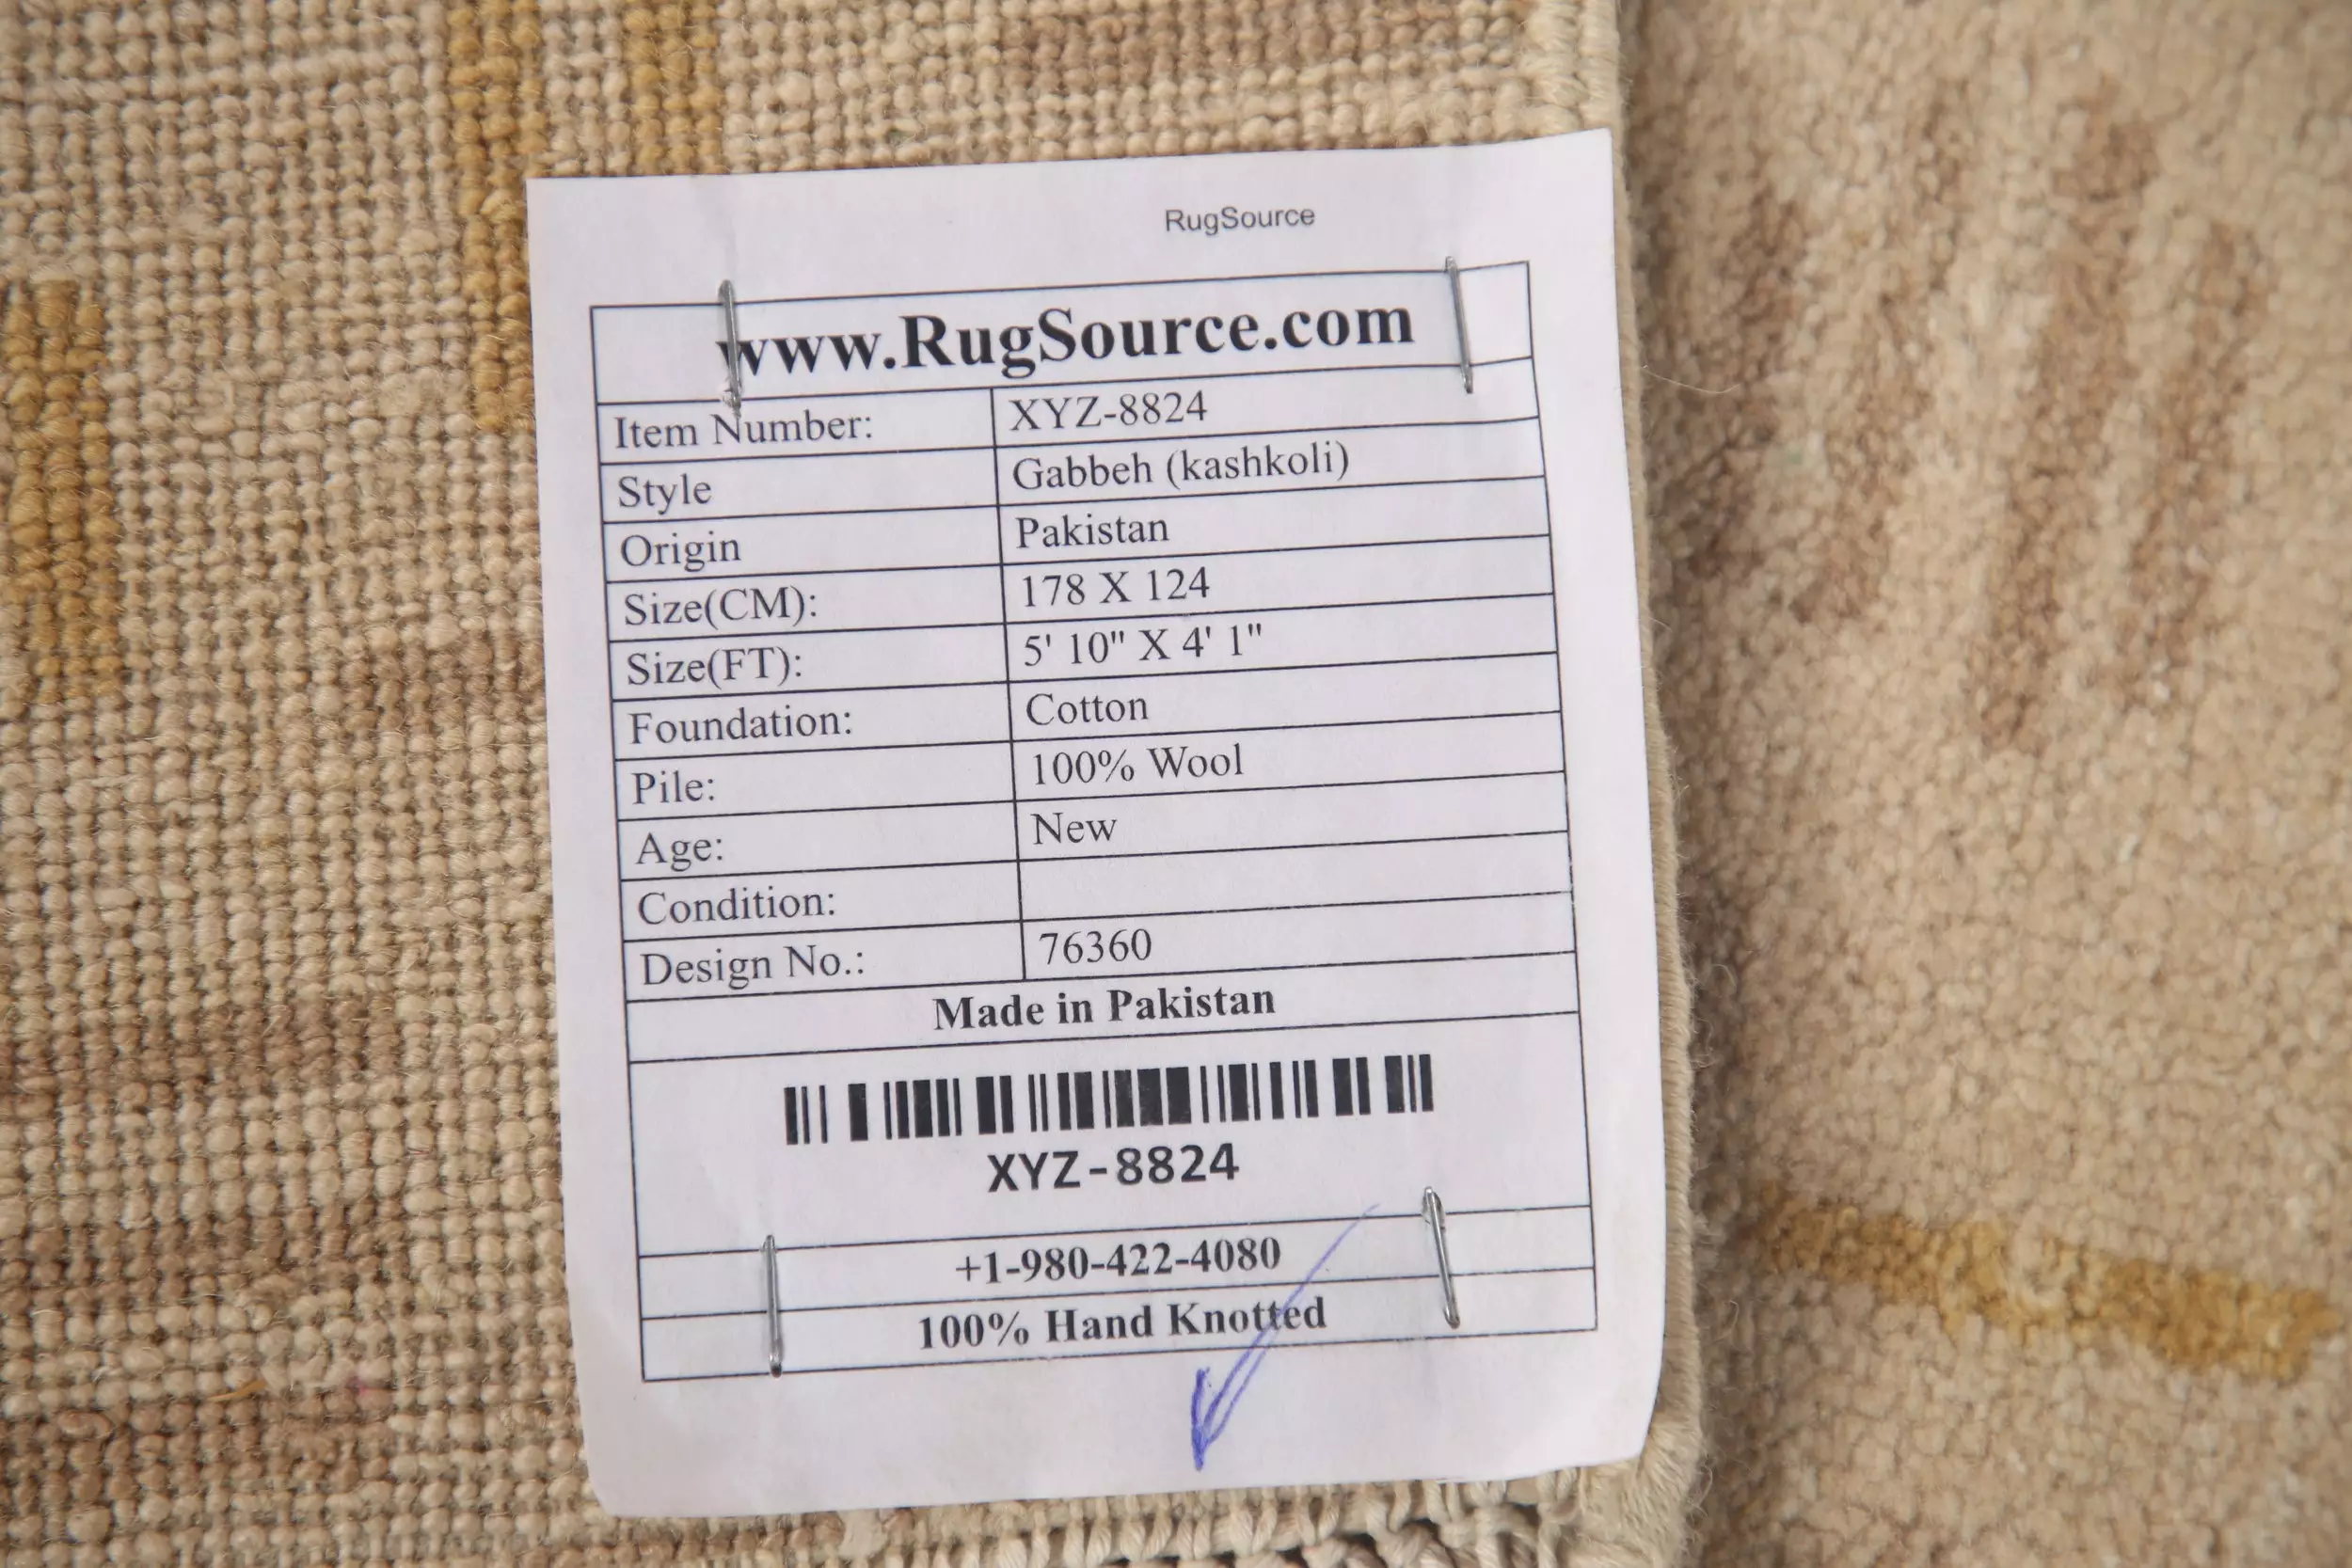 RugSource
www.RugSource.com
Item Number: XYZ-8824
Style Gabbeh (kashkoli)
Origin Pakistan
Size(CM): 178 X 124
Size(FT): 5' 10" X 4' 1"
Foundation: Cotton
Pile: 100% Wool
Age: New
Condition:
Design No.: 76360
Made in Pakistan
XYZ-8824
+1-980-422-4080
100% Hand Knotted